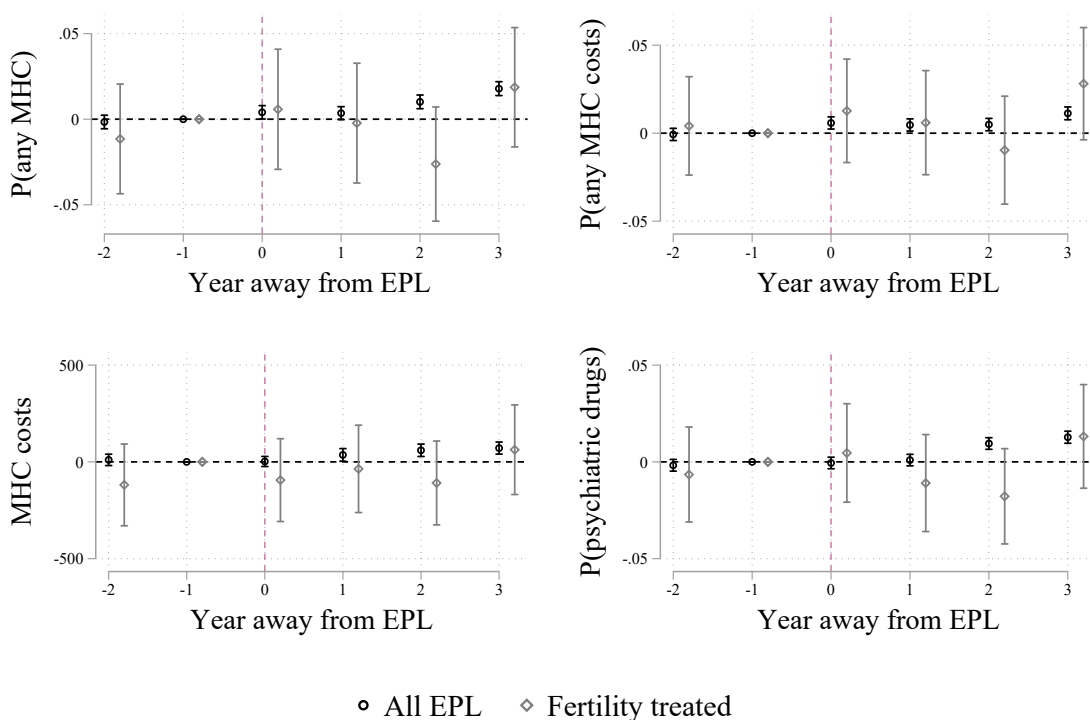 P(any MHC)
.05
0
-.05
-2 -1 0 1 2 3
Year away from EPL
P(any MHC costs)
.05
0
-.05
-2 -1 0 1 2 3
Year away from EPL
MHC costs
500
0
-500
-2 -1 0 1 2 3
Year away from EPL
P(psychiatric drugs)
.05
0
-.05
-2 -1 0 1 2 3
Year away from EPL
All EPL Fertility treated